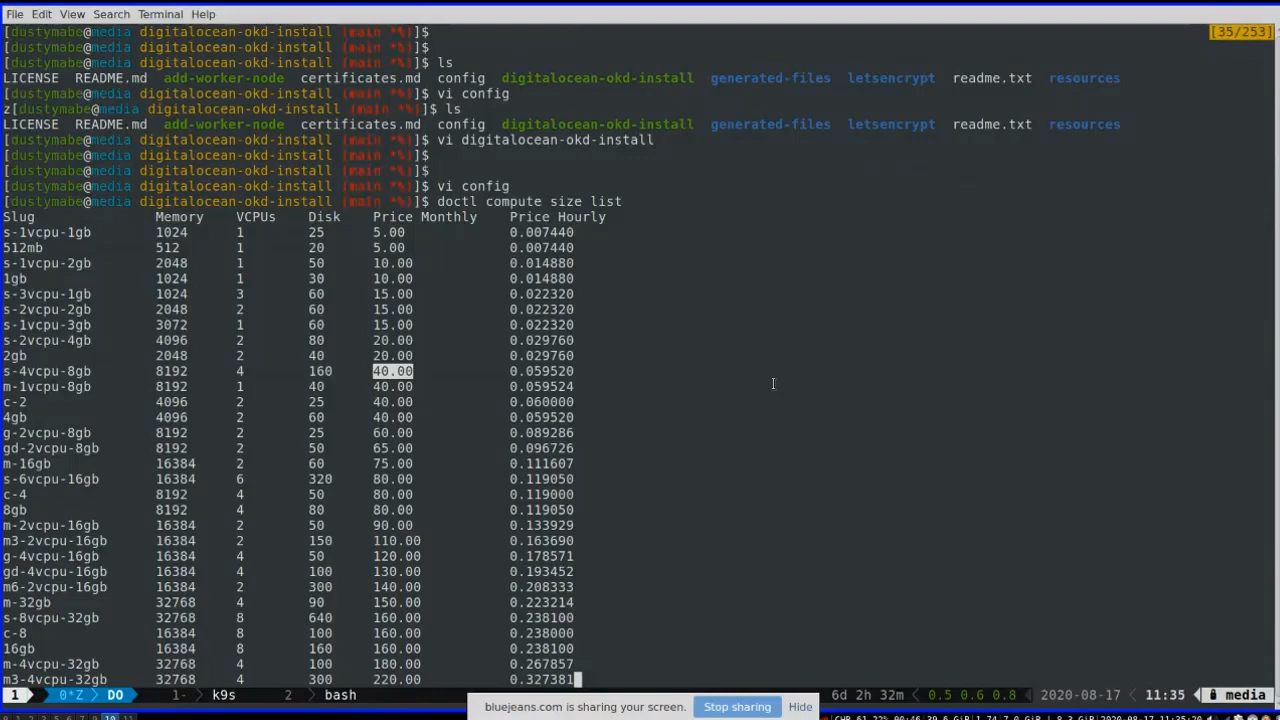 File Edit View Search Terminal Help
[dustymabe@media digitalocean-okd-install (main *%)]$ [35/253]
[dustymabe@media digitalocean-okd-install (main *%)]$
[dustymabe@media digitalocean-okd-install (main *%)]$ ls
LICENSE README.md add-worker-node certificates.md config digitalocean-okd-install generated-files letsencrypt readme.txt resources
[dustymabe@media digitalocean-okd-install (main *%)]$ vi config
z[dustymabe@media digitalocean-okd-install (main *%)]$ ls
LICENSE README.md add-worker-node certificates.md config digitalocean-okd-install generated-files letsencrypt readme.txt resources
[dustymabe@media digitalocean-okd-install (main *%)]$ vi digitalocean-okd-install
[dustymabe@media digitalocean-okd-install (main *%)]$
[dustymabe@media digitalocean-okd-install (main *%)]$
[dustymabe@media digitalocean-okd-install (main *%)]$ vi config
[dustymabe@media digitalocean-okd-install (main *%)]$ doctl compute size list
Slug Memory VCPUs Disk Price Monthly Price Hourly
s-1vcpu-1gb 1024 1 25 5.00 0.007440
512mb 512 1 20 5.00 0.007440
s-1vcpu-2gb 2048 1 50 10.00 0.014880
1gb 1024 1 30 10.00 0.014880
s-3vcpu-1gb 1024 3 60 15.00 0.022320
s-2vcpu-2gb 2048 2 60 15.00 0.022320
s-1vcpu-3gb 3072 1 60 15.00 0.022320
s-2vcpu-4gb 4096 2 80 20.00 0.029760
2gb 2048 2 40 20.00 0.029760
s-4vcpu-8gb 8192 4 160 40.00 0.059520
m-1vcpu-8gb 8192 1 40 40.00 0.059524
c-2 4096 2 25 40.00 0.060000
4gb 4096 2 60 40.00 0.059520
g-2vcpu-8gb 8192 2 25 60.00 0.089286
gd-2vcpu-8gb 8192 2 50 65.00 0.096726
m-16gb 16384 2 60 75.00 0.111607
s-6vcpu-16gb 16384 6 320 80.00 0.119050
c-4 8192 4 50 80.00 0.119000
8gb 8192 4 80 80.00 0.119050
m-2vcpu-16gb 16384 2 50 90.00 0.133929
m3-2vcpu-16gb 16384 2 150 110.00 0.163690
g-4vcpu-16gb 16384 4 50 120.00 0.178571
gd-4vcpu-16gb 16384 4 100 130.00 0.193452
m6-2vcpu-16gb 16384 2 300 140.00 0.208333
m-32gb 32768 4 90 150.00 0.223214
s-8vcpu-32gb 32768 8 640 160.00 0.238100
c-8 16384 8 100 160.00 0.238000
16gb 16384 8 160 160.00 0.238100
m-4vcpu-32gb 32768 4 100 180.00 0.267857
m3-4vcpu-32gb 32768 4 300 220.00 0.327381
1 0*Z DO 1- k9s 2 bash 6d 2h 32m 0.5 0.6 0.8 2020-08-17 11:35 media
bluejeans.com is sharing your screen. Stop sharing Hide